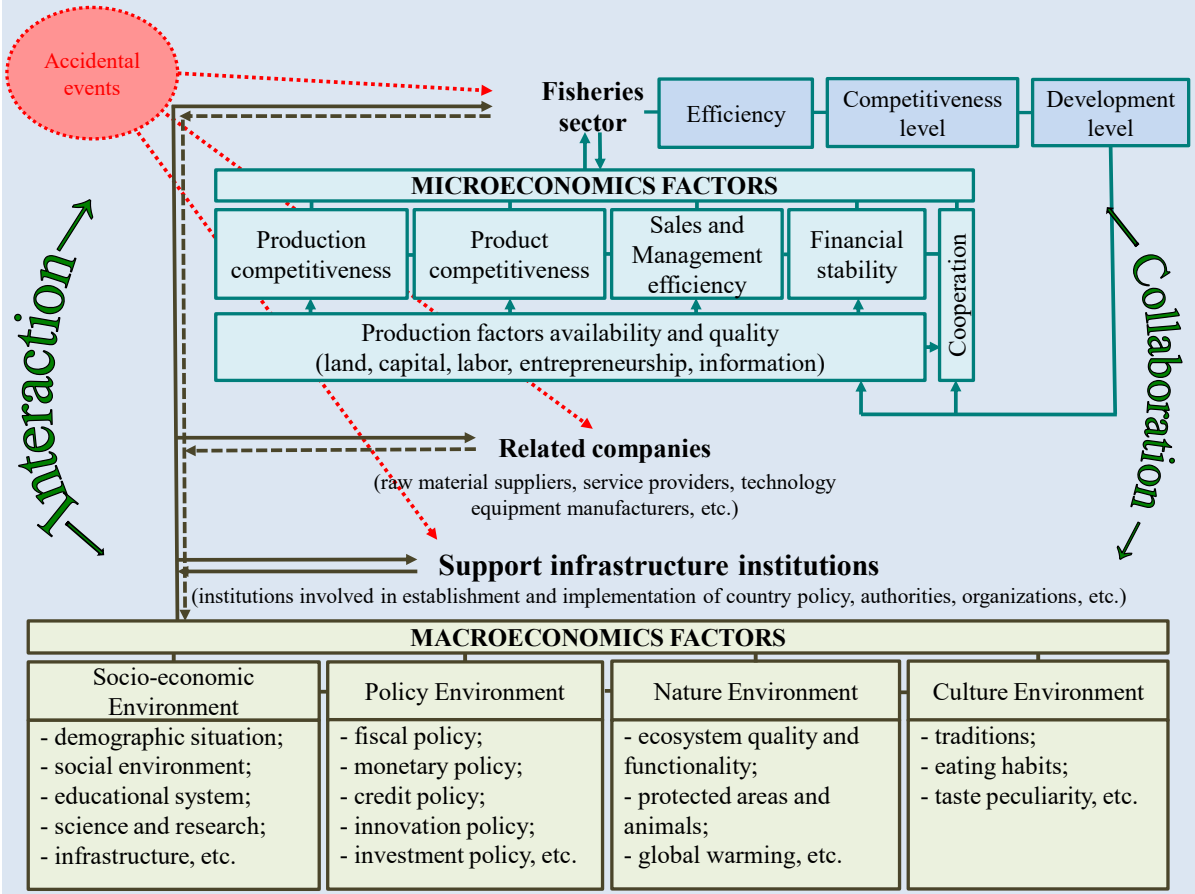 Accidental
events
Fisheries
sector
Efficiency
Competitiveness
level
Development
level
MICROECONOMICS FACTORS
Production
competitiveness
Product
competitiveness
Sales and
Management
efficiency
Financial
stability
Cooperation
Production factors availability and quality
(land, capital, labor, entrepreneurship, information)
Interaction
Collaboration
Related companies
(raw material suppliers, service providers, technology
equipment manufacturers, etc.)
Support infrastructure institutions
(institutions involved in establishment and implementation of country policy, authorities, organizations, etc.)
MACROECONOMICS FACTORS
Socio-economic
Environment
- demographic situation;
- social environment;
- educational system;
- science and research;
- infrastructure, etc.
Policy Environment
- fiscal policy;
- monetary policy;
- credit policy;
- innovation policy;
- investment policy, etc.
Nature Environment
- ecosystem quality and
functionality;
- protected areas and
animals;
- global warming, etc.
Culture Environment
- traditions;
- eating habits;
- taste peculiarity, etc.